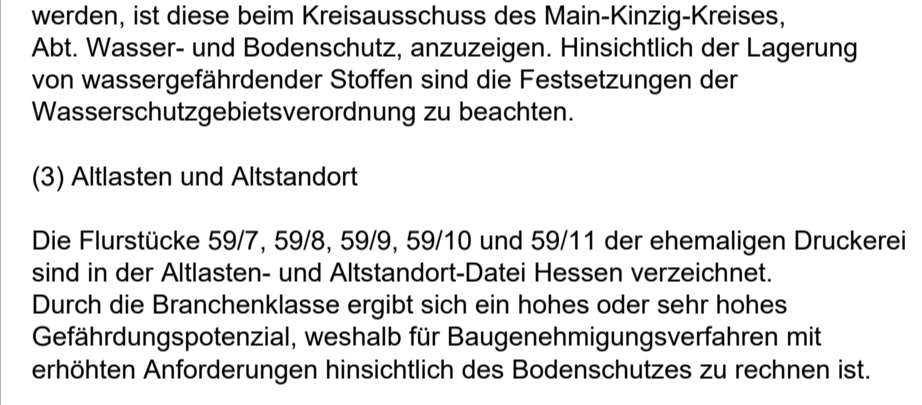 werden, ist diese beim Kreisausschuss des Main-Kinzig-Kreises,
Abt. Wasser- und Bodenschutz, anzuzeigen. Hinsichtlich der Lagerung
von wassergefährdender Stoffen sind die Festsetzungen der
Wasserschutzgebietsverordnung zu beachten.
(3) Altlasten und Altstandort
Die Flurstücke 59/7, 59/8, 59/9, 59/10 und 59/11 der ehemaligen Druckerei
sind in der Altlasten- und Altstandort-Datei Hessen verzeichnet.
Durch die Branchenklasse ergibt sich ein hohes oder sehr hohes
Gefährdungspotenzial, weshalb für Baugenehmigungsverfahren mit
erhöhten Anforderungen hinsichtlich des Bodenschutzes zu rechnen ist.